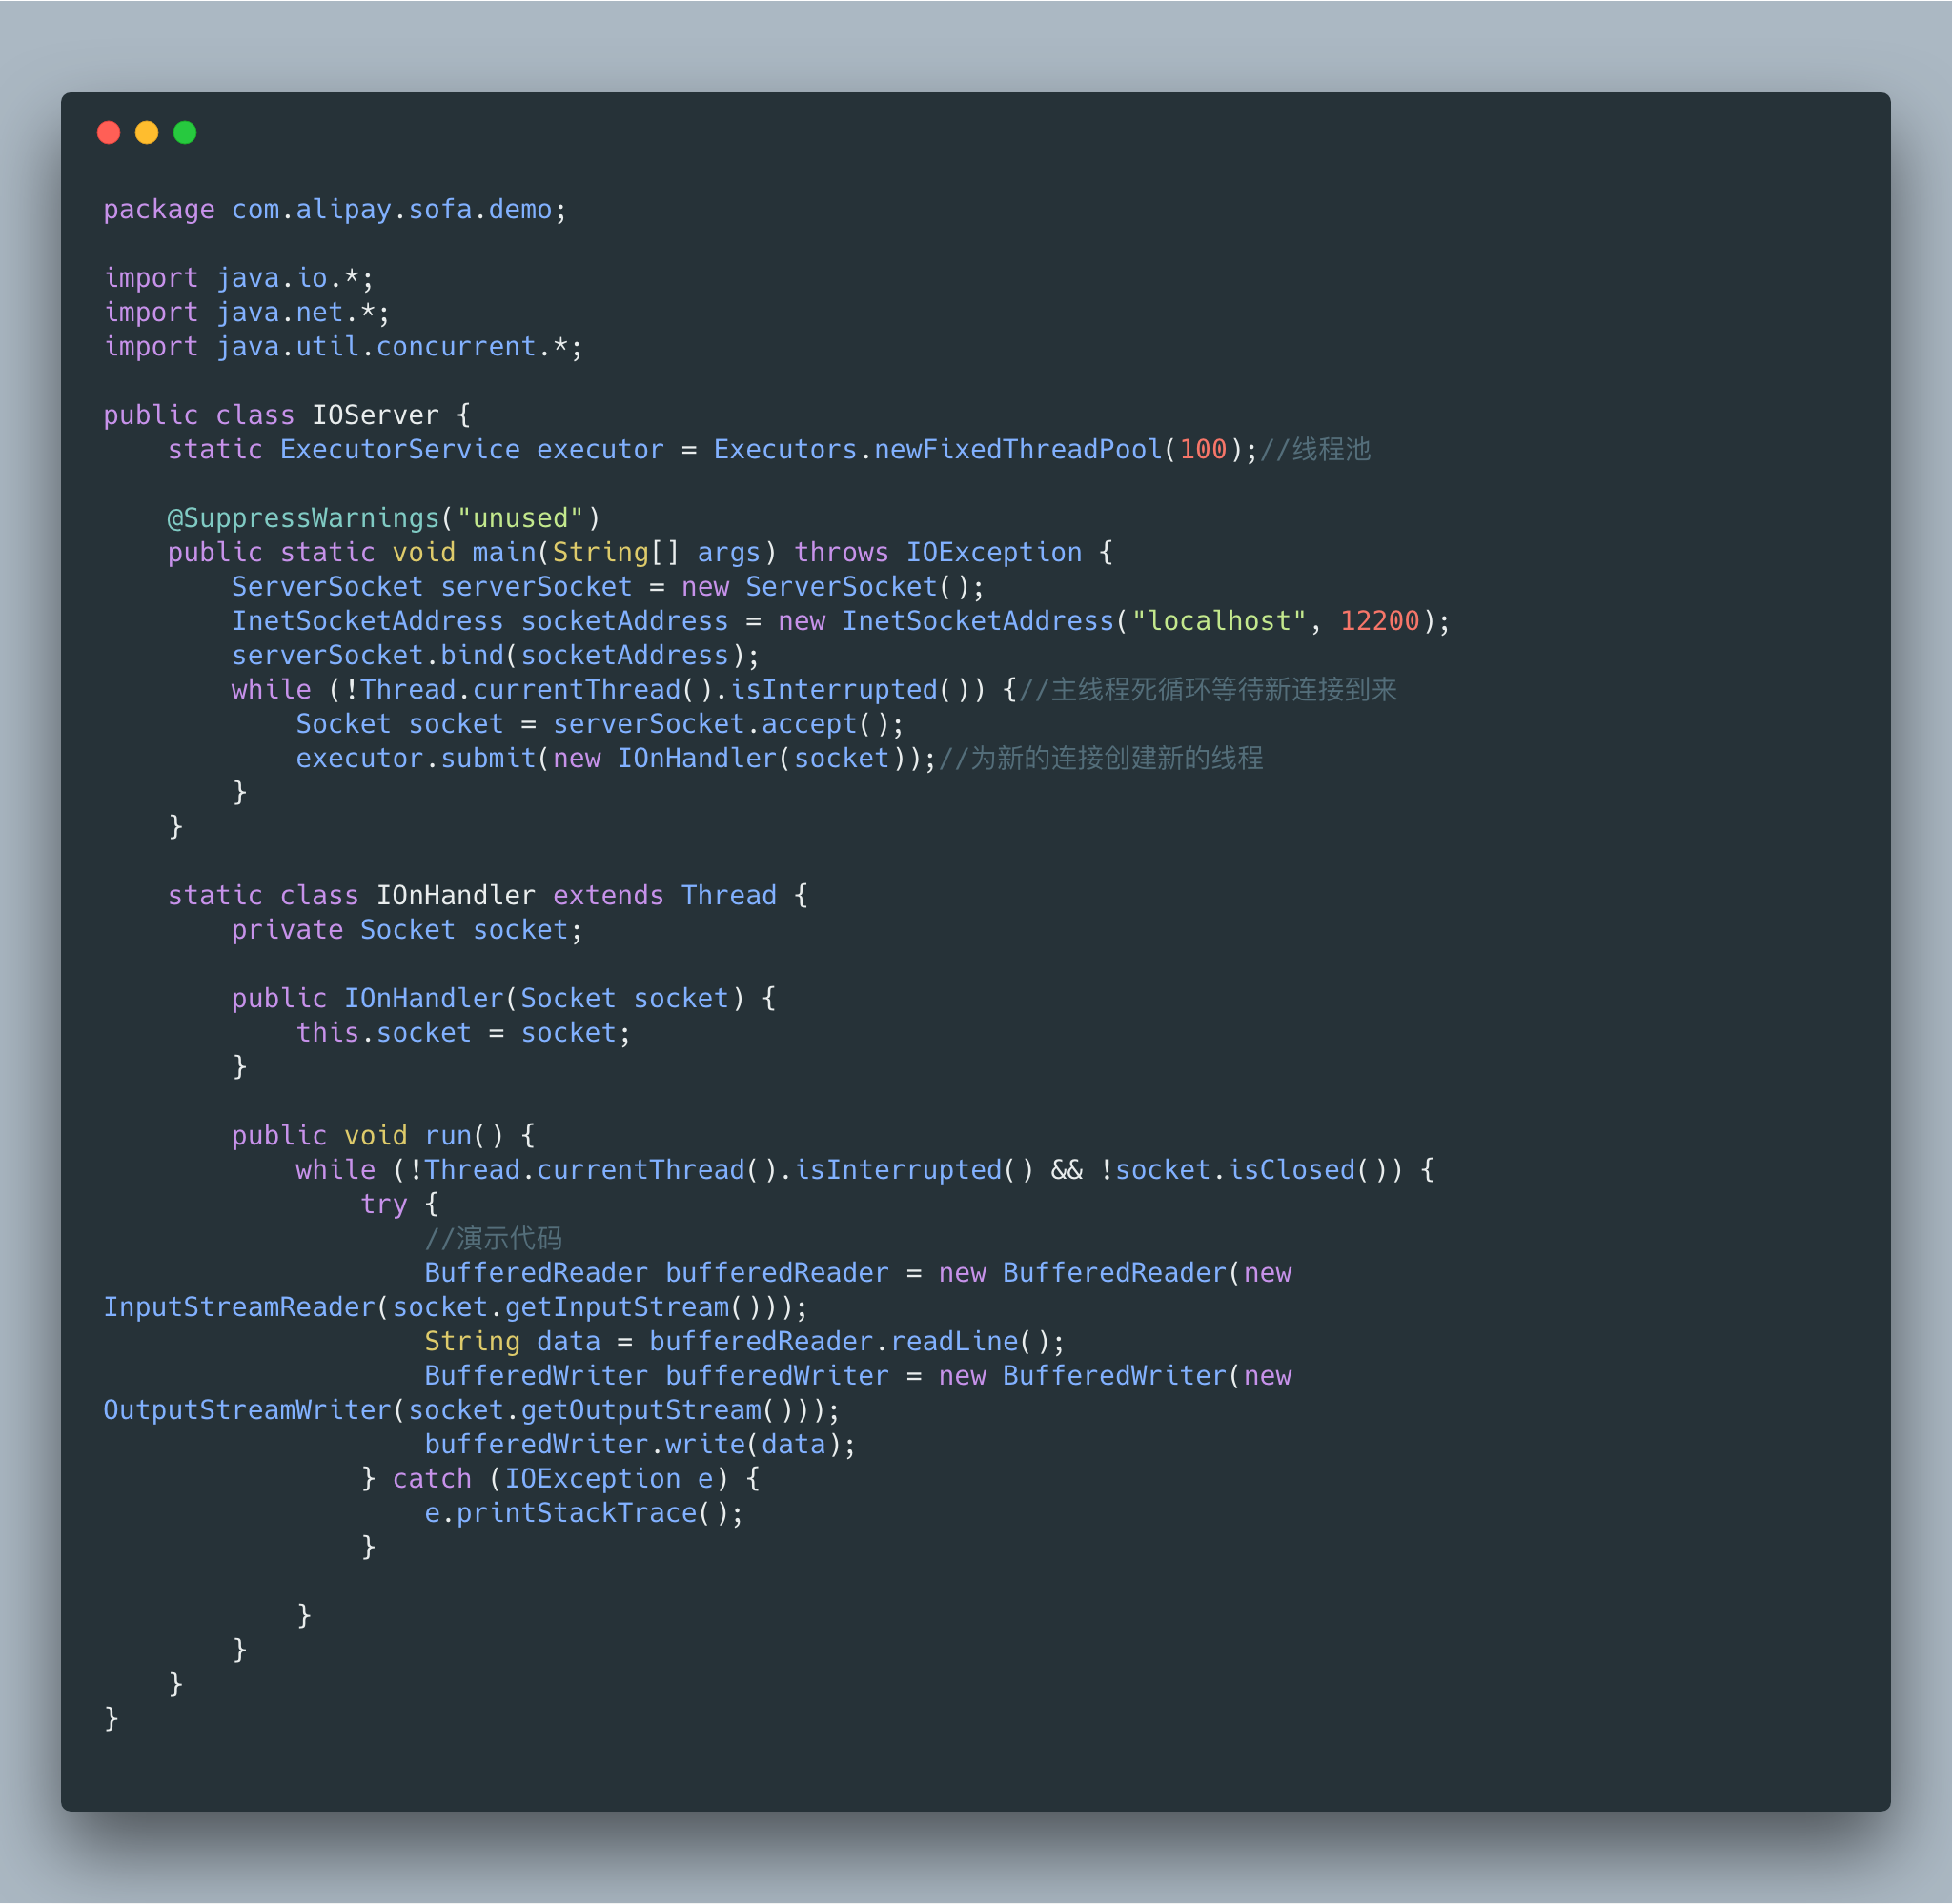 package com.alipay.sofa.demo;

import java.io.*;
import java.net.*;
import java.util.concurrent.*;

public class IOServer {
    static ExecutorService executor = Executors.newFixedThreadPool(100);//线程池

    @SuppressWarnings("unused")
    public static void main(String[] args) throws IOException {
        ServerSocket serverSocket = new ServerSocket();
        InetSocketAddress socketAddress = new InetSocketAddress("localhost", 12200);
        serverSocket.bind(socketAddress);
        while (!Thread.currentThread().isInterrupted()) {//主线程死循环等待新连接到来
            Socket socket = serverSocket.accept();
            executor.submit(new IOnHandler(socket));//为新的连接创建新的线程
        }
    }

    static class IOnHandler extends Thread {
        private Socket socket;

        public IOnHandler(Socket socket) {
            this.socket = socket;
        }

        public void run() {
            while (!Thread.currentThread().isInterrupted() && !socket.isClosed()) {
                try {
                    //演示代码
                    BufferedReader bufferedReader = new BufferedReader(new
InputStreamReader(socket.getInputStream()));
                    String data = bufferedReader.readLine();
                    BufferedWriter bufferedWriter = new BufferedWriter(new
OutputStreamWriter(socket.getOutputStream()));
                    bufferedWriter.write(data);
                } catch (IOException e) {
                    e.printStackTrace();
                }

            }
        }
    }
}